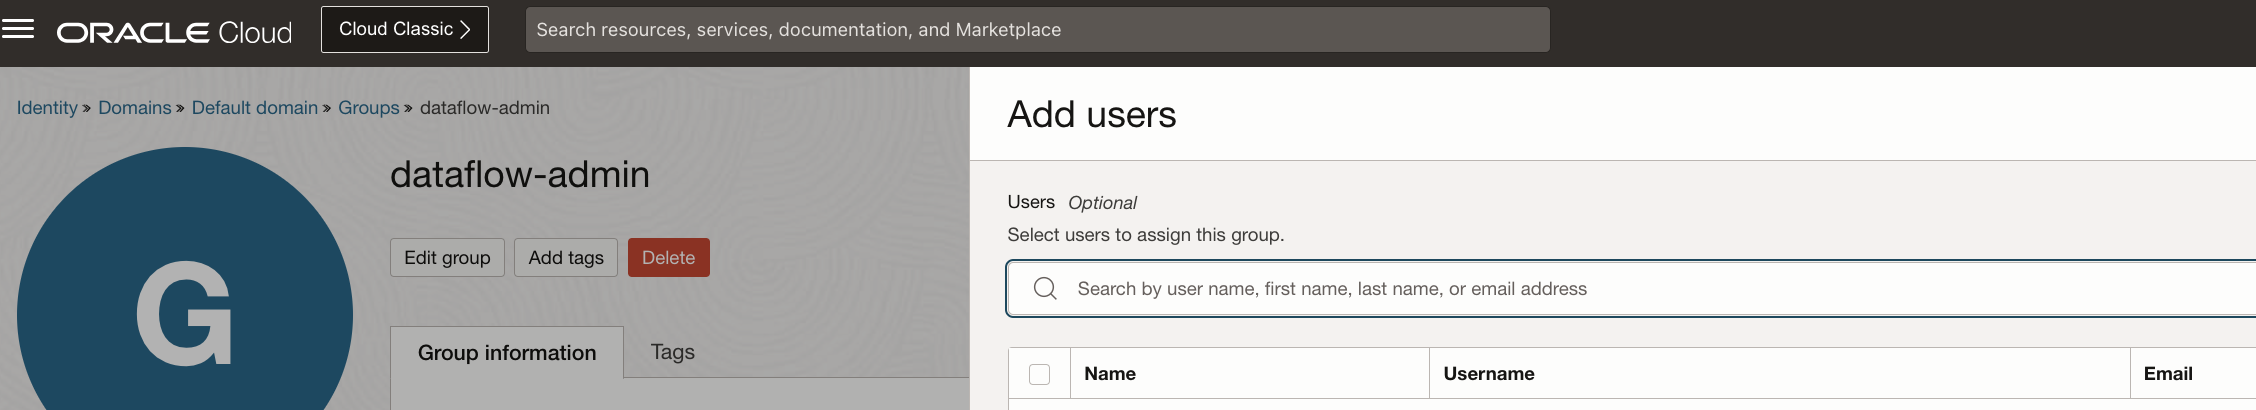 ORACLE Cloud
Cloud Classic
Search resources, services, documentation, and Marketplace
Identity » Domains » Default domain » Groups » dataflow-admin
G
dataflow-admin
Edit group
Add tags
Delete
Group information
Tags
Add users
Users Optional
Select users to assign this group.
Search by user name, first name, last name, or email address
Name Username Email